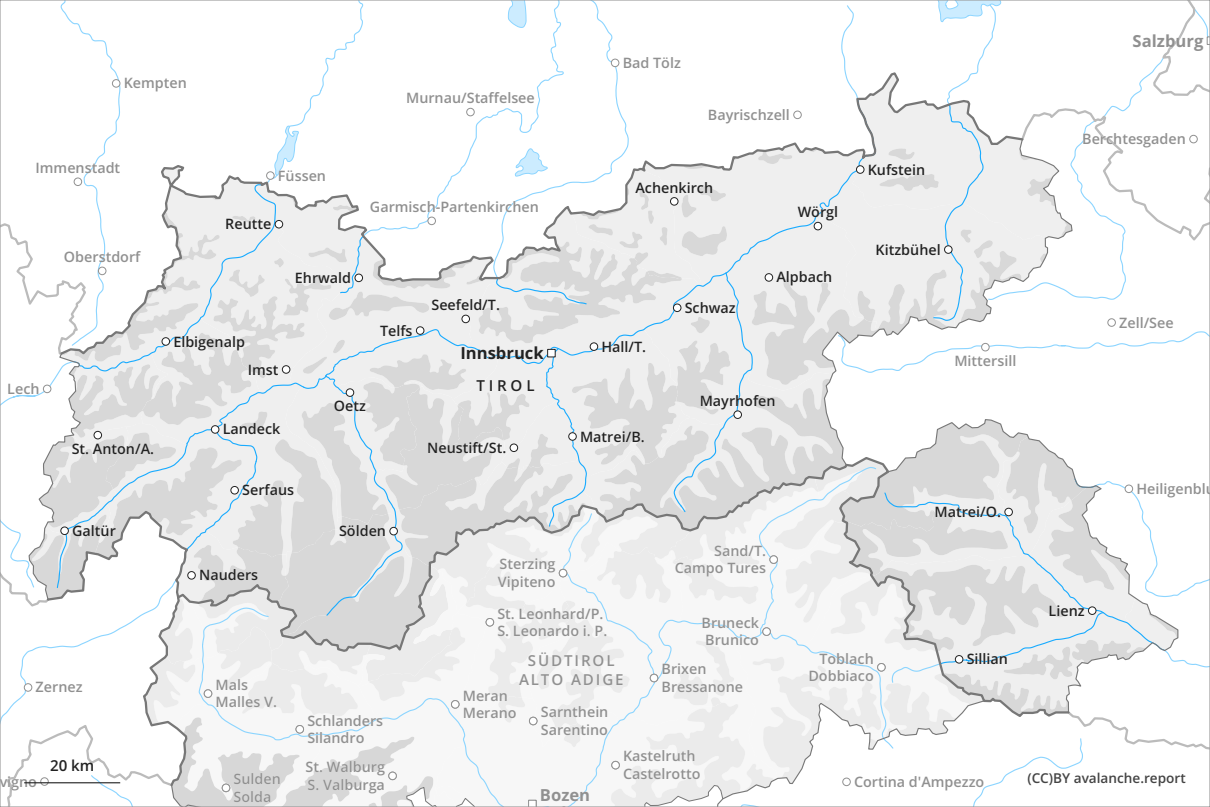 Salzburg
Bad Tölz
Kempten
Murnau/Staffelsee
Bayrischzell
Berchtesgaden
Immenstadt
Füssen
Kufstein
Achenkirch
Garmisch-Partenkirchen
Wörgl
Reutte
Kitzbühel
Oberstdorf
Ehrwald
Alpbach
Seefeld/T.
Schwaz
Zell/See
Telfs
Elbigenalp
Innsbruck
Hall/T.
Mittersill
Imst
TIROL
Lech
Oetz
Mayrhofen
Landeck
Matrei/B.
St. Anton/A.
Neustift/St.
Serfaus
Heiligenblu
Matrei/O.
Galtür
Sölden
Sand/T.
Campo Tures
Sterzing
Vipiteno
Nauders
Lienz
St. Leonhard/P.
S. Leonardo i. P.
Bruneck
Brunico
SÜDTIROL
ALTO ADIGE
Toblach
Dobbiaco
Sillian
Brixen
Bressanone
Zernez
Mals
Malles V.
Meran
Merano
Sarnthein
Sarentino
Schlanders
Silandro
Kastelruth
Castelrotto
20 km
St. Walburg
S. Valburga
vigno
Sulden
Solda
Cortina d'Ampezzo
(CC)BY avalanche.report
Bozen